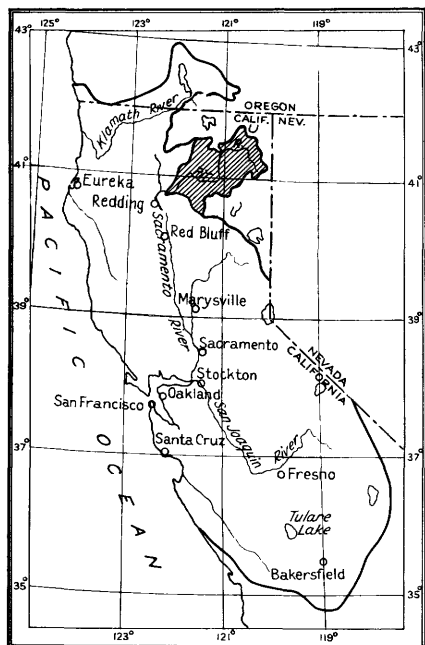 125° 123° 121° 119°
43° 43°
Klamath River
OREGON
CALIF. NEV.
41° 41°
Eureka
Redding
Sacramento River
Red Bluff
PACIFIC OCEAN
Marysville
39° 39°
Sacramento
NEVADA
CALIFORNIA
Stockton
Oakland
San Francisco
San Joaquin River
Santa Cruz
37° 37°
Fresno
Tulare
Lake
Bakersfield
35° 35°
123° 121° 119°